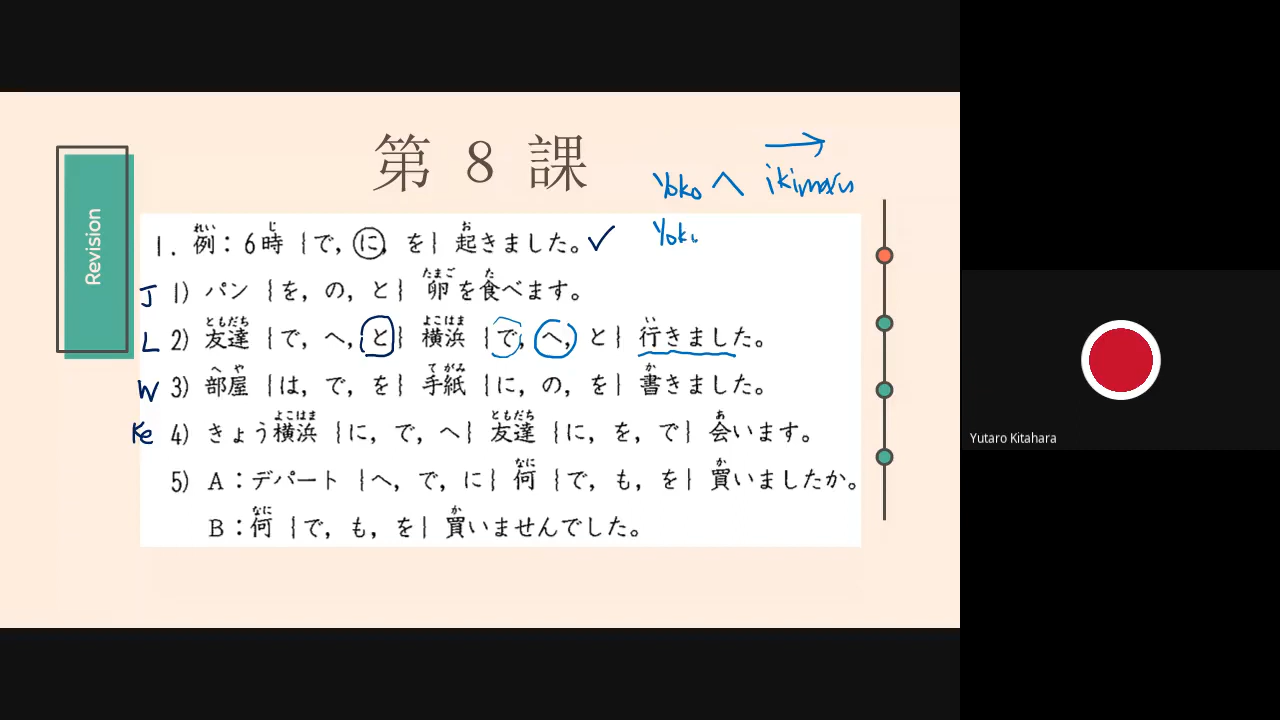 第 8 課
Revision
Yoko へ ikimasu
Yok
1. 例：6時 {で, に, を} 起きました。
J 1) パン {を, の, と} 卵を食べます。
L 2) 友達 {で, へ, と} 横浜 {で, へ, と} 行きました。
W 3) 部屋 {は, で, を} 手紙 {に, の, を} 書きました。
Ke 4) きょう横浜 {に, で, へ} 友達 {に, を, で} 会います。
5) A：デパート {へ, で, に} 何 {で, も, を} 買いましたか。
B：何 {で, も, を} 買いませんでした。
Yutaro Kitahara